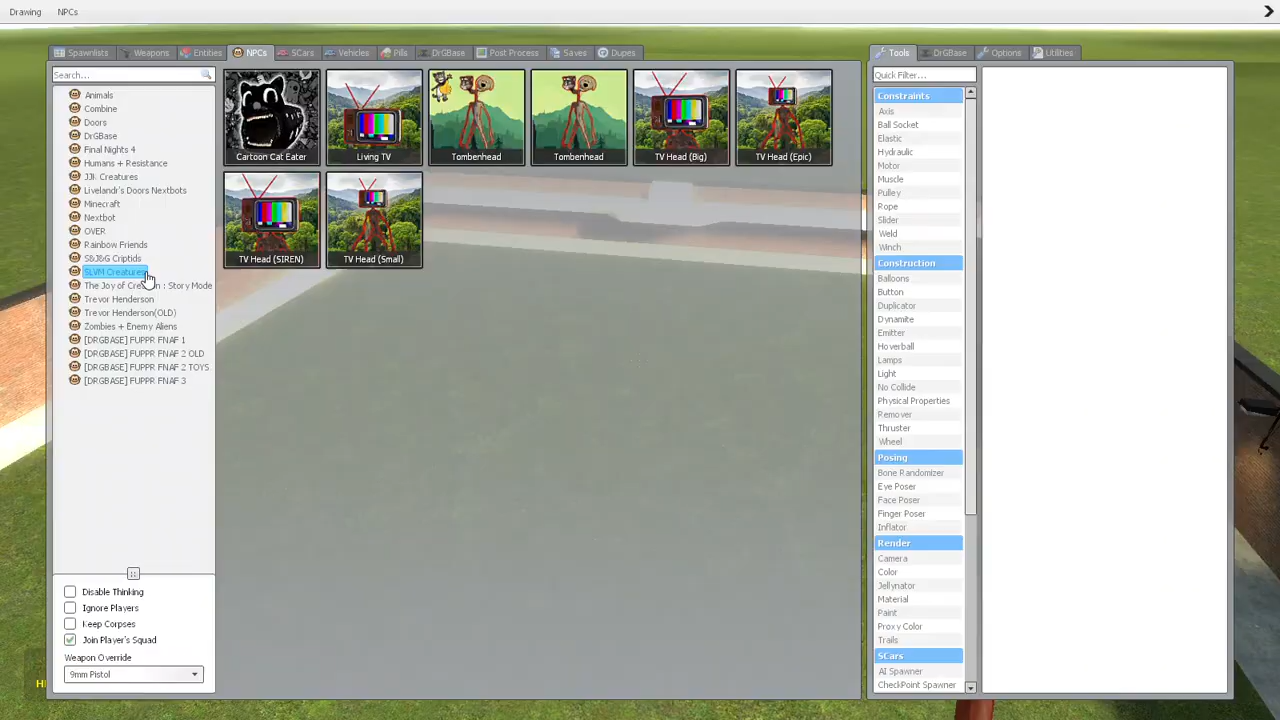 Drawing NPCs
Spawnlists Weapons Entities NPCs SCars Vehicles Pills DrGBase Post Process Saves Dupes
Search...
Animals
Combine
Doors
DrGBase
Final Nights 4
Humans + Resistance
JJK Creatures
Livelandr's Doors Nextbots
Minecraft
Nextbot
OVER
Rainbow Friends
S&J&G Criptids
SLVM Creatures
The Joy of Creation : Story Mode
Trevor Henderson
Trevor Henderson(OLD)
Zombies + Enemy Aliens
[DRGBASE] FUPPR FNAF 1
[DRGBASE] FUPPR FNAF 2 OLD
[DRGBASE] FUPPR FNAF 2 TOYS
[DRGBASE] FUPPR FNAF 3
Disable Thinking
Ignore Players
Keep Corpses
Join Player's Squad
Weapon Override
9mm Pistol
Cartoon Cat Eater Living TV Tombenhead Tombenhead TV Head (Big) TV Head (Epic)
TV Head (SIREN) TV Head (Small)
Tools DrGBase Options Utilities
Quick Filter...
Constraints
Axis
Ball Socket
Elastic
Hydraulic
Motor
Muscle
Pulley
Rope
Slider
Weld
Winch
Construction
Balloons
Button
Duplicator
Dynamite
Emitter
Hoverball
Lamps
Light
No Collide
Physical Properties
Remover
Thruster
Wheel
Posing
Bone Randomizer
Eye Poser
Face Poser
Finger Poser
Inflator
Render
Camera
Color
Jellynator
Material
Paint
Proxy Color
Trails
SCars
AI Spawner
CheckPoint Spawner